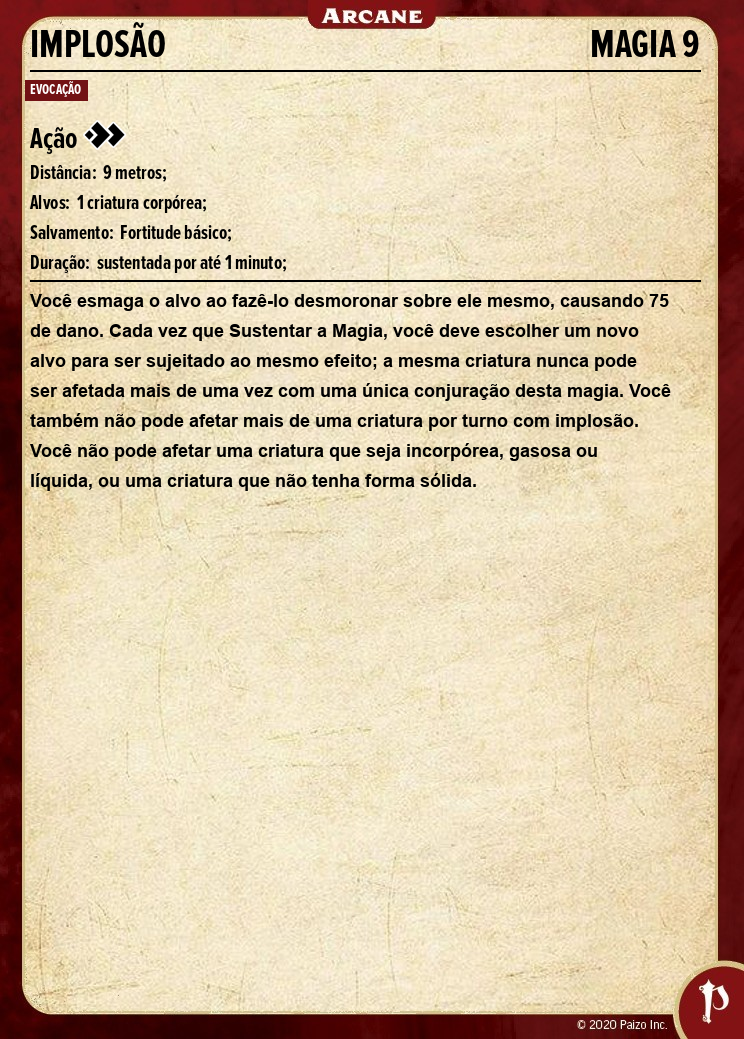 ARCANE
IMPLOSÃO MAGIA 9
EVOCAÇÃO
Ação
Distância: 9 metros;
Alvos: 1 criatura corpórea;
Salvamento: Fortitude básico;
Duração: sustentada por até 1 minuto;
Você esmaga o alvo ao fazê-lo desmoronar sobre ele mesmo, causando 75
de dano. Cada vez que Sustentar a Magia, você deve escolher um novo
alvo para ser sujeitado ao mesmo efeito; a mesma criatura nunca pode
ser afetada mais de uma vez com uma única conjuração desta magia. Você
também não pode afetar mais de uma criatura por turno com implosão.
Você não pode afetar uma criatura que seja incorpórea, gasosa ou
líquida, ou uma criatura que não tenha forma sólida.
© 2020 Paizo Inc.
P